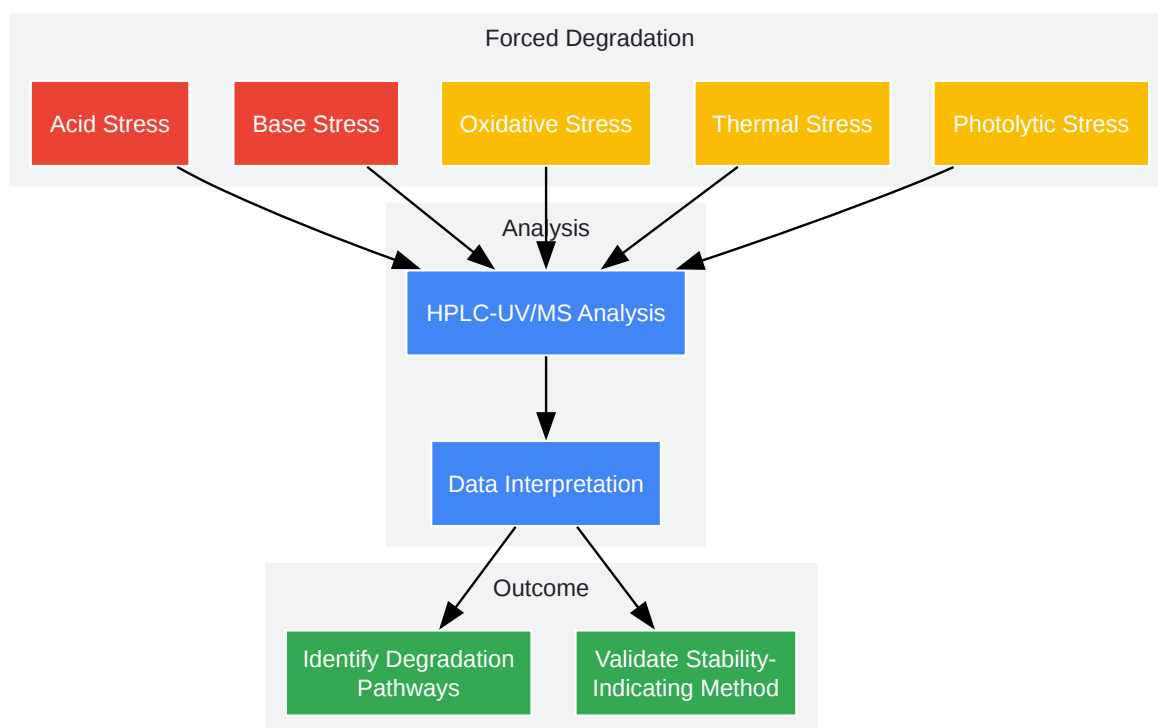 Forced Degradation
Acid Stress
Base Stress
Oxidative Stress
Thermal Stress
Photolytic Stress
Analysis
HPLC-UV/MS Analysis
Data Interpretation
Outcome
Identify Degradation
Pathways
Validate Stability-
Indicating Method